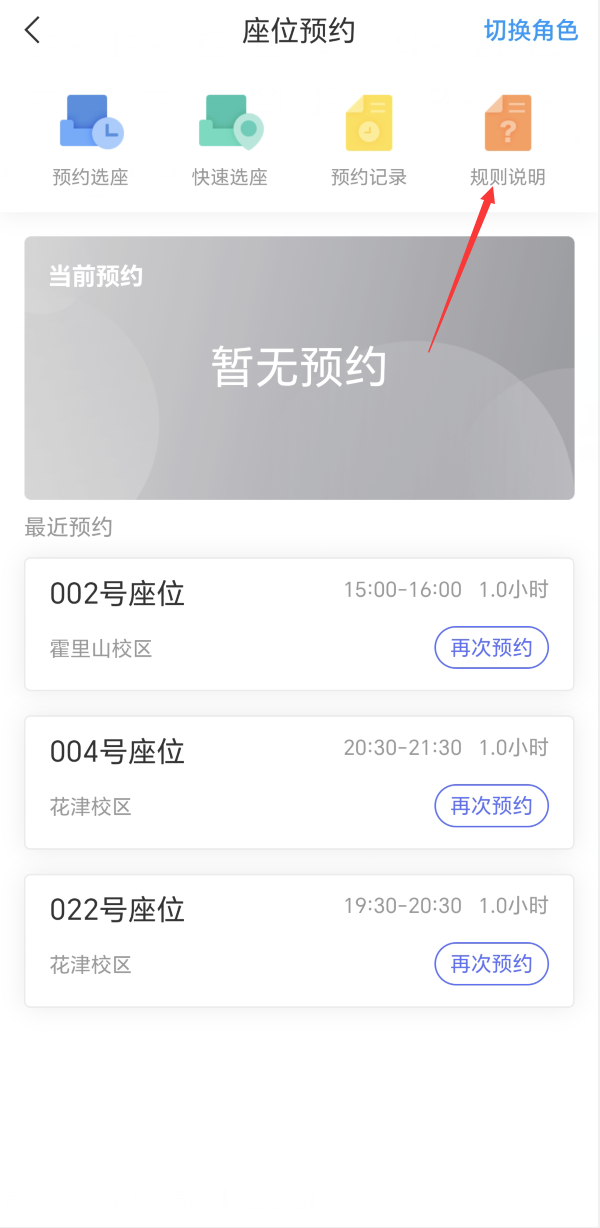 座位预约 切换角色
预约选座 快速选座 预约记录 规则说明
当前预约
暂无预约
最近预约
002号座位 15:00-16:00 1.0小时
霍里山校区 再次预约
004号座位 20:30-21:30 1.0小时
花津校区 再次预约
022号座位 19:30-20:30 1.0小时
花津校区 再次预约